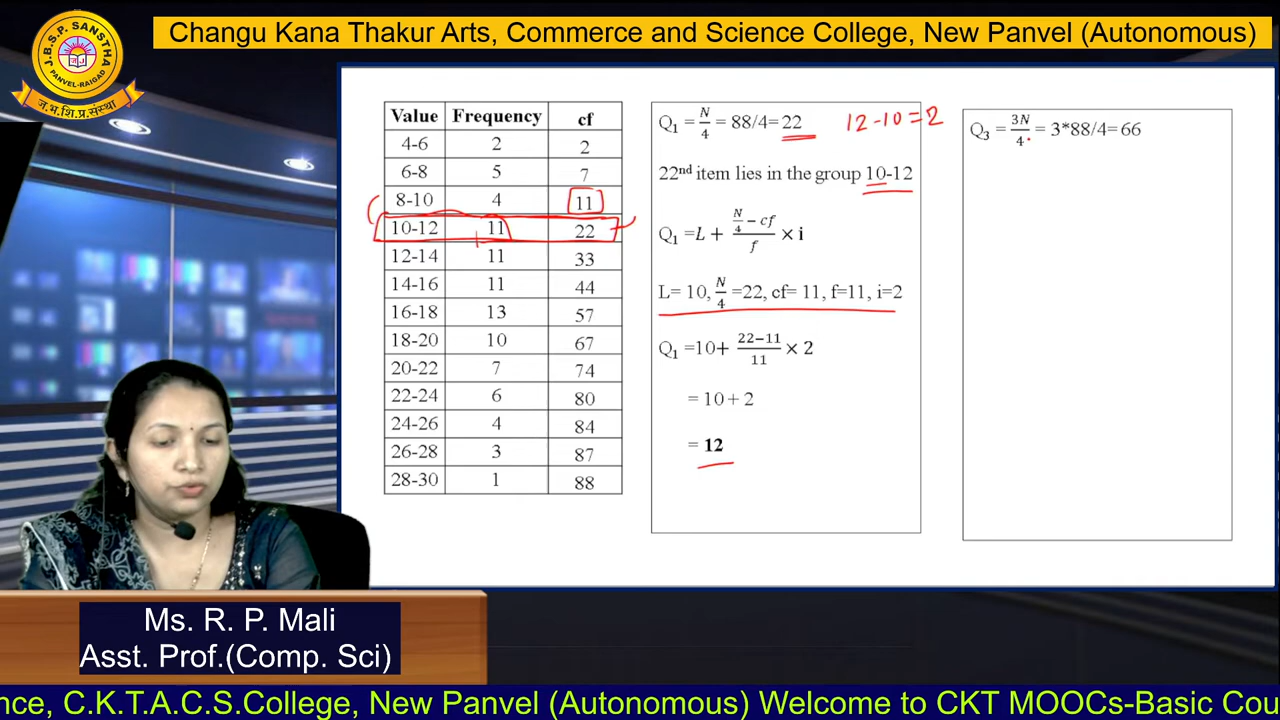 J.B.S.P. SANSTHA
PANVEL-RAIGAD
ज.भ.शि.प्र.संस्था
Changu Kana Thakur Arts, Commerce and Science College, New Panvel (Autonomous)
Value Frequency cf
4-6 2 2
6-8 5 7
8-10 4 11
10-12 11 22
12-14 11 33
14-16 11 44
16-18 13 57
18-20 10 67
20-22 7 74
22-24 6 80
24-26 4 84
26-28 3 87
28-30 1 88
Q₁ = N/4 = 88/4= 22 12-10=2
22ⁿᵈ item lies in the group 10-12
Q₁ =L + (N/4 − cf)/f × i
L= 10, N/4 =22, cf= 11, f=11, i=2
Q₁ =10+ (22−11)/11 × 2
= 10 + 2
= 12
Q₃ = 3N/4 = 3*88/4= 66
Ms. R. P. Mali
Asst. Prof.(Comp. Sci)
nce, C.K.T.A.C.S.College, New Panvel (Autonomous) Welcome to CKT MOOCs-Basic Cou